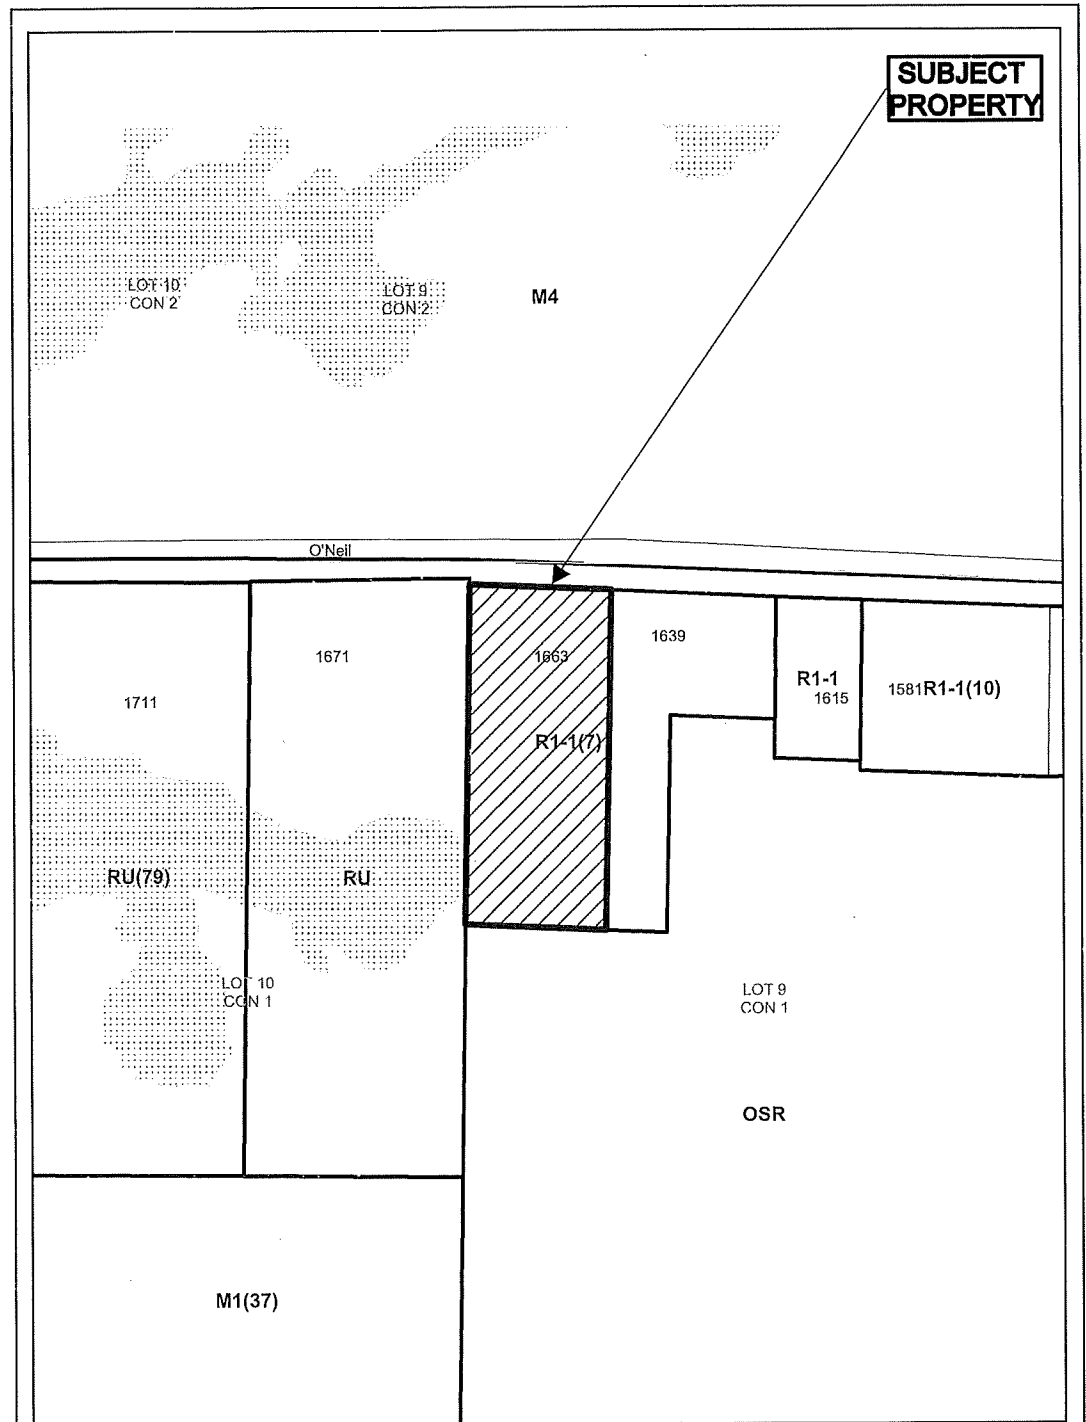 SUBJECT
PROPERTY
LOT 10
CON 2
LOT 9
CON 2
M4
O'Neil
1639
1671
1663
R1-1
1581R1-1(10)
1615
1711
R1-1(7)
RU(79)
RU
LOT 10
CON 1
LOT 9
CON 1
OSR
M1(37)